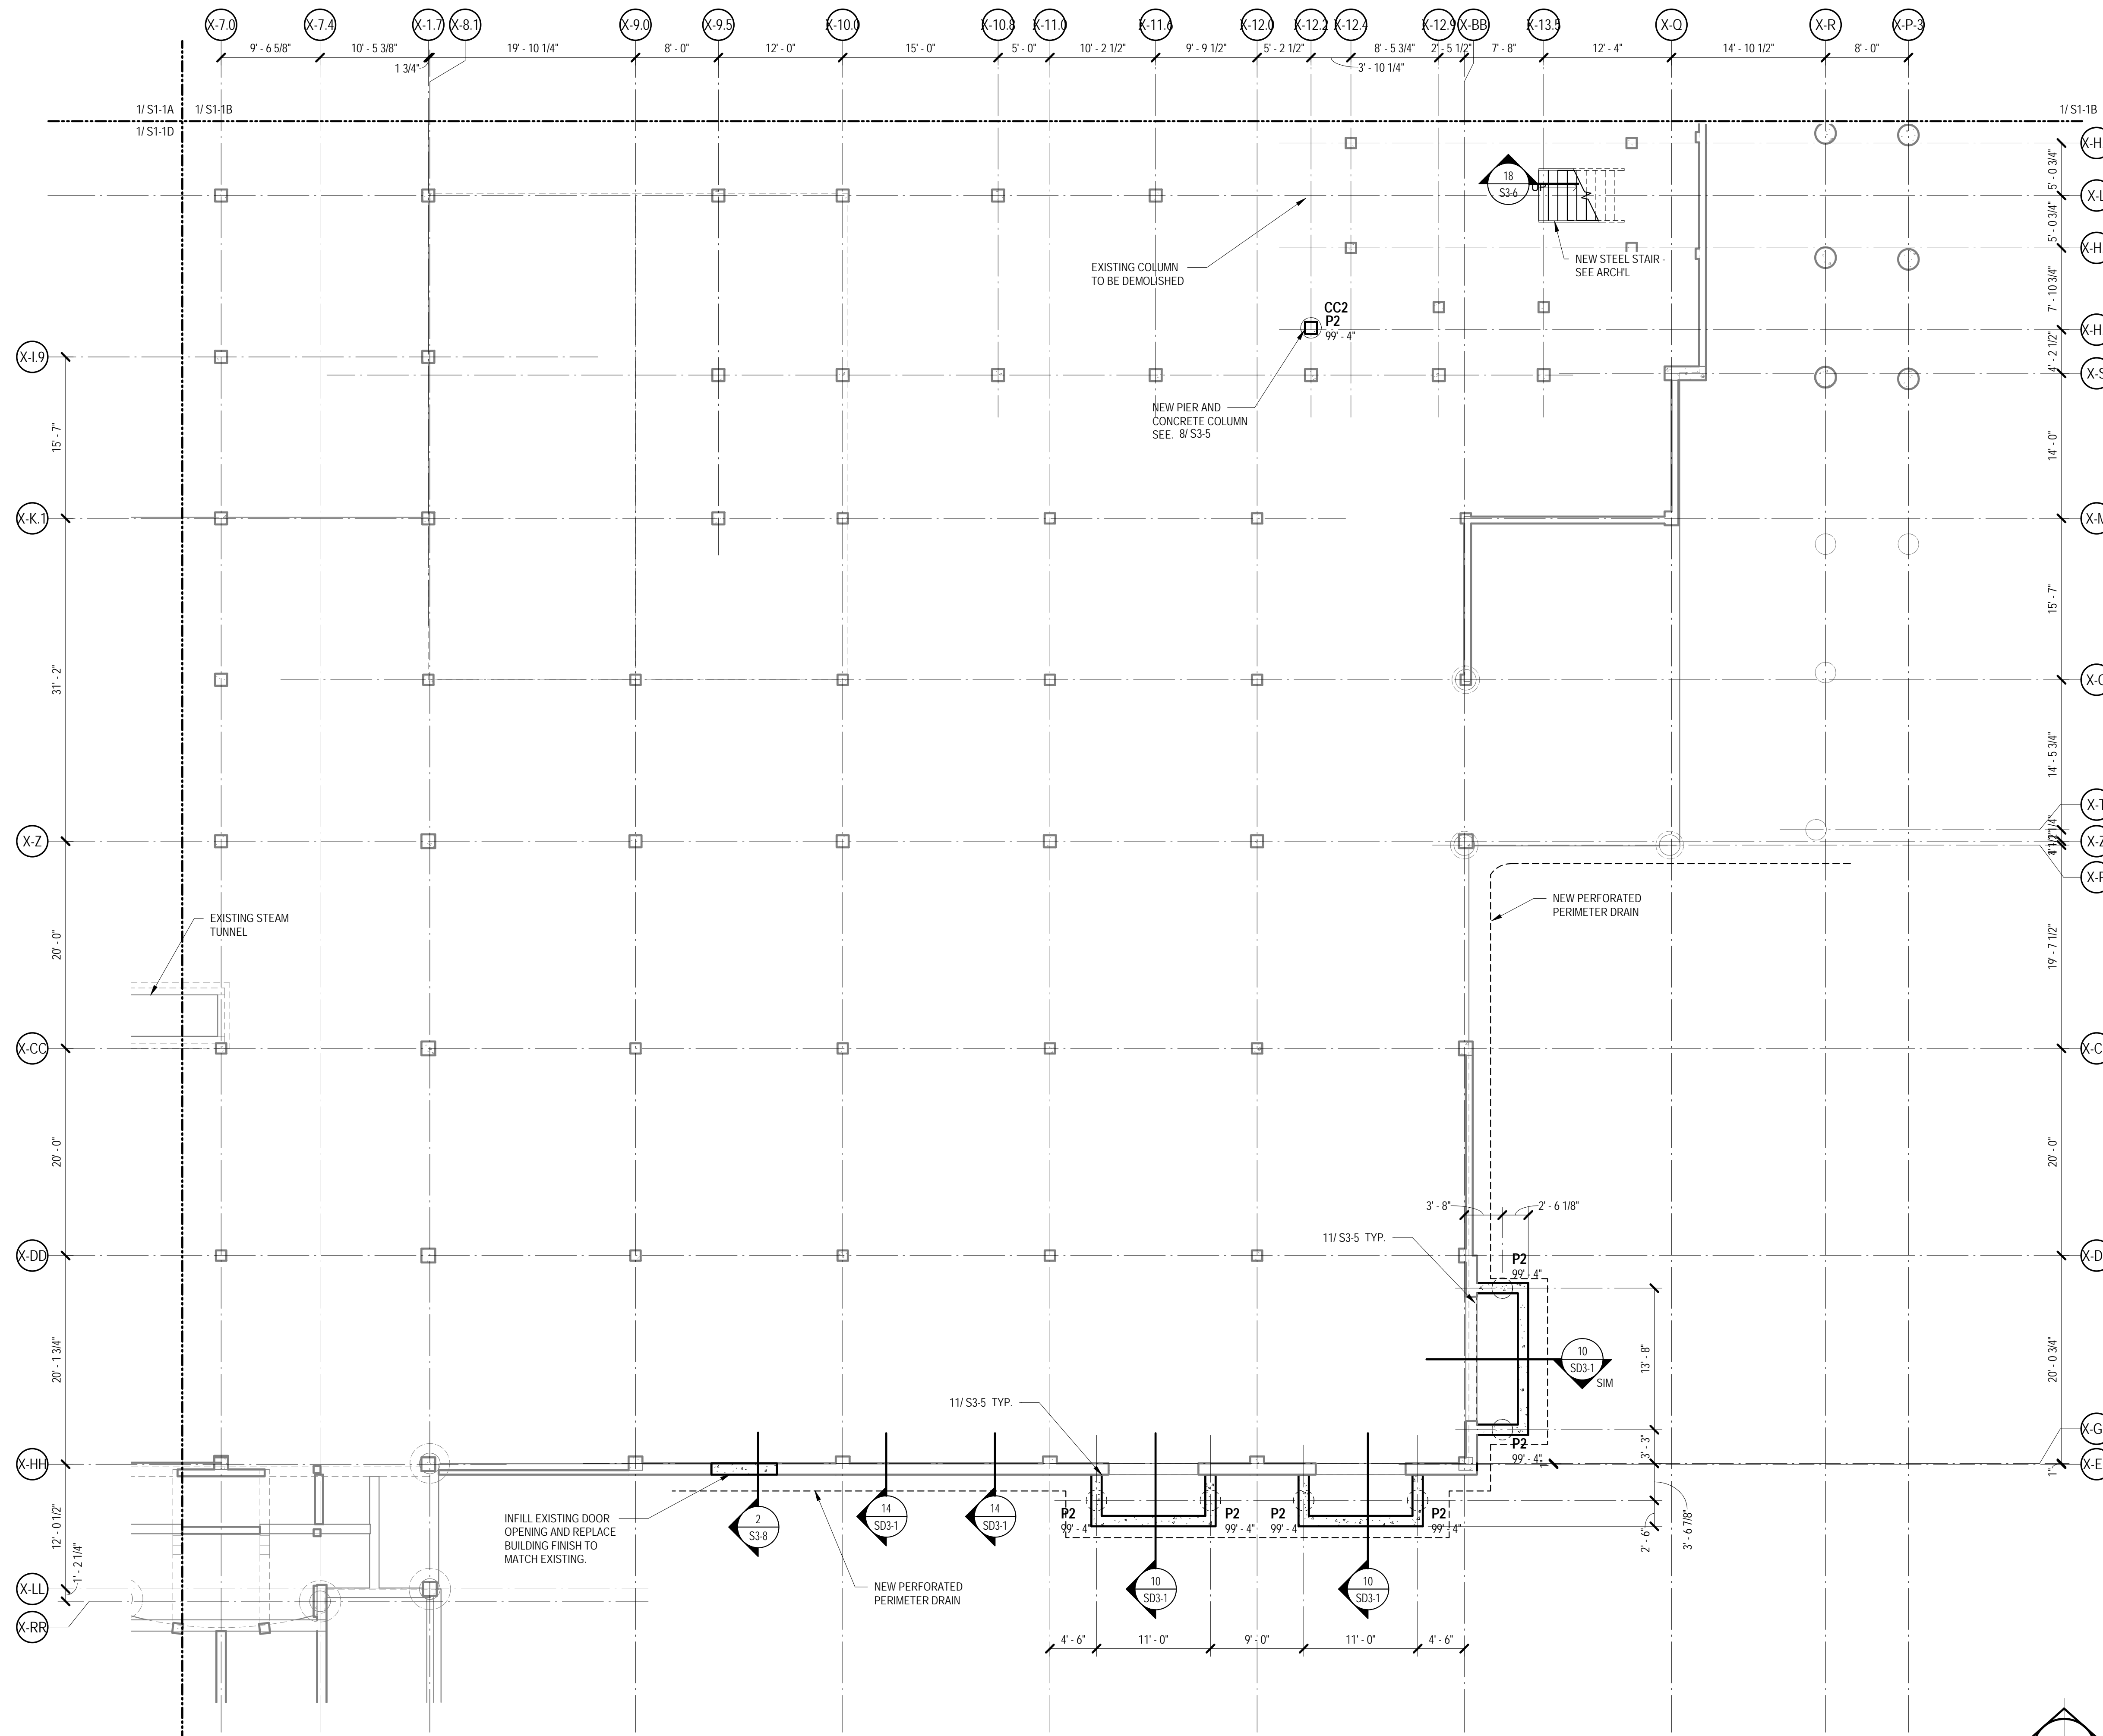 X-7.0 X-7.4 X-1.7 X-8.1 X-9.0 X-9.5 X-10.0 X-10.8 X-11.0 X-11.6 X-12.0 X-12.2 X-12.4 X-12.9 X-BB X-13.5 X-Q X-R X-P-3
9' - 6 5/8" 10' - 5 3/8" 19' - 10 1/4" 8' - 0" 12' - 0" 15' - 0" 5' - 0" 10' - 2 1/2" 9' - 9 1/2" 5' - 2 1/2" 8' - 5 3/4" 2' - 5 1/2" 7' - 8" 12' - 4" 14' - 10 1/2" 8' - 0"
1 3/4" 3' - 10 1/4"
1/ S1-1A 1/ S1-1B 1/ S1-1B
1/ S1-1D
X-H
5' - 0 3/4"
18
S3-6
UP
X-L
5' - 0 3/4"
X-H
NEW STEEL STAIR -
SEE ARCH'L
EXISTING COLUMN
TO BE DEMOLISHED
7' - 10 3/4"
CC2
P2
99' - 4"
X-H
4' - 2 1/2"
X-I.9
X-S
NEW PIER AND
CONCRETE COLUMN
SEE. 8/ S3-5
15' - 7"
14' - 0"
X-K.1
X-M
15' - 7"
31' - 2"
14' - 5 3/4"
X-T
X-Z
X-Z
NEW PERFORATED
PERIMETER DRAIN
EXISTING STEAM
TUNNEL
20' - 0"
19' - 7 1/2"
X-CC
X-C
20' - 0"
20' - 0"
3' - 8" 2' - 6 1/8"
11/ S3-5 TYP.
X-DD
X-D
P2
99' - 4"
20' - 1 3/4"
10
SD3-1
SIM
13' - 8"
20' - 0 3/4"
11/ S3-5 TYP.
X-G
P2
99' - 4"
3' - 3"
1"
X-HH
X-E
INFILL EXISTING DOOR
OPENING AND REPLACE
BUILDING FINISH TO
MATCH EXISTING.
2
S3-8
14
SD3-1
14
SD3-1
P2
99' - 4"
P2
99' - 4"
P2
99' - 4"
P2
99' - 4"
2' - 6"
3' - 6 7/8"
12' - 0 1/2"
1' - 2 1/4"
X-LL
X-RR
NEW PERFORATED
PERIMETER DRAIN
10
SD3-1
10
SD3-1
4' - 6" 11' - 0" 9' - 0" 11' - 0" 4' - 6"